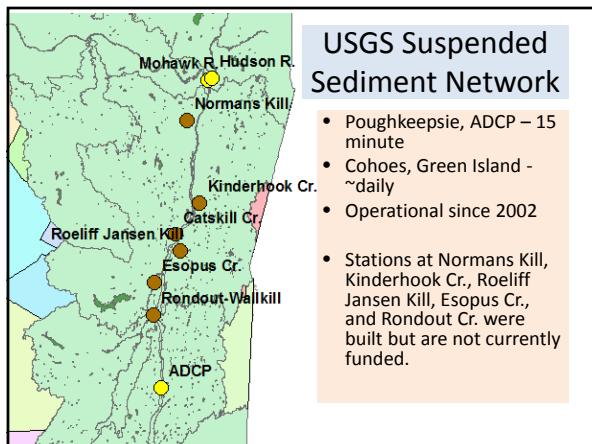 USGS Suspended
Sediment Network
Mohawk R. Hudson R.
Normans Kill
Kinderhook Cr.
Catskill Cr.
Roeliff Jansen Kill
Esopus Cr.
Rondout-Wallkill
ADCP
• Poughkeepsie, ADCP – 15
minute
• Cohoes, Green Island -
~daily
• Operational since 2002
• Stations at Normans Kill,
Kinderhook Cr., Roeliff
Jansen Kill, Esopus Cr.,
and Rondout Cr. were
built but are not currently
funded.